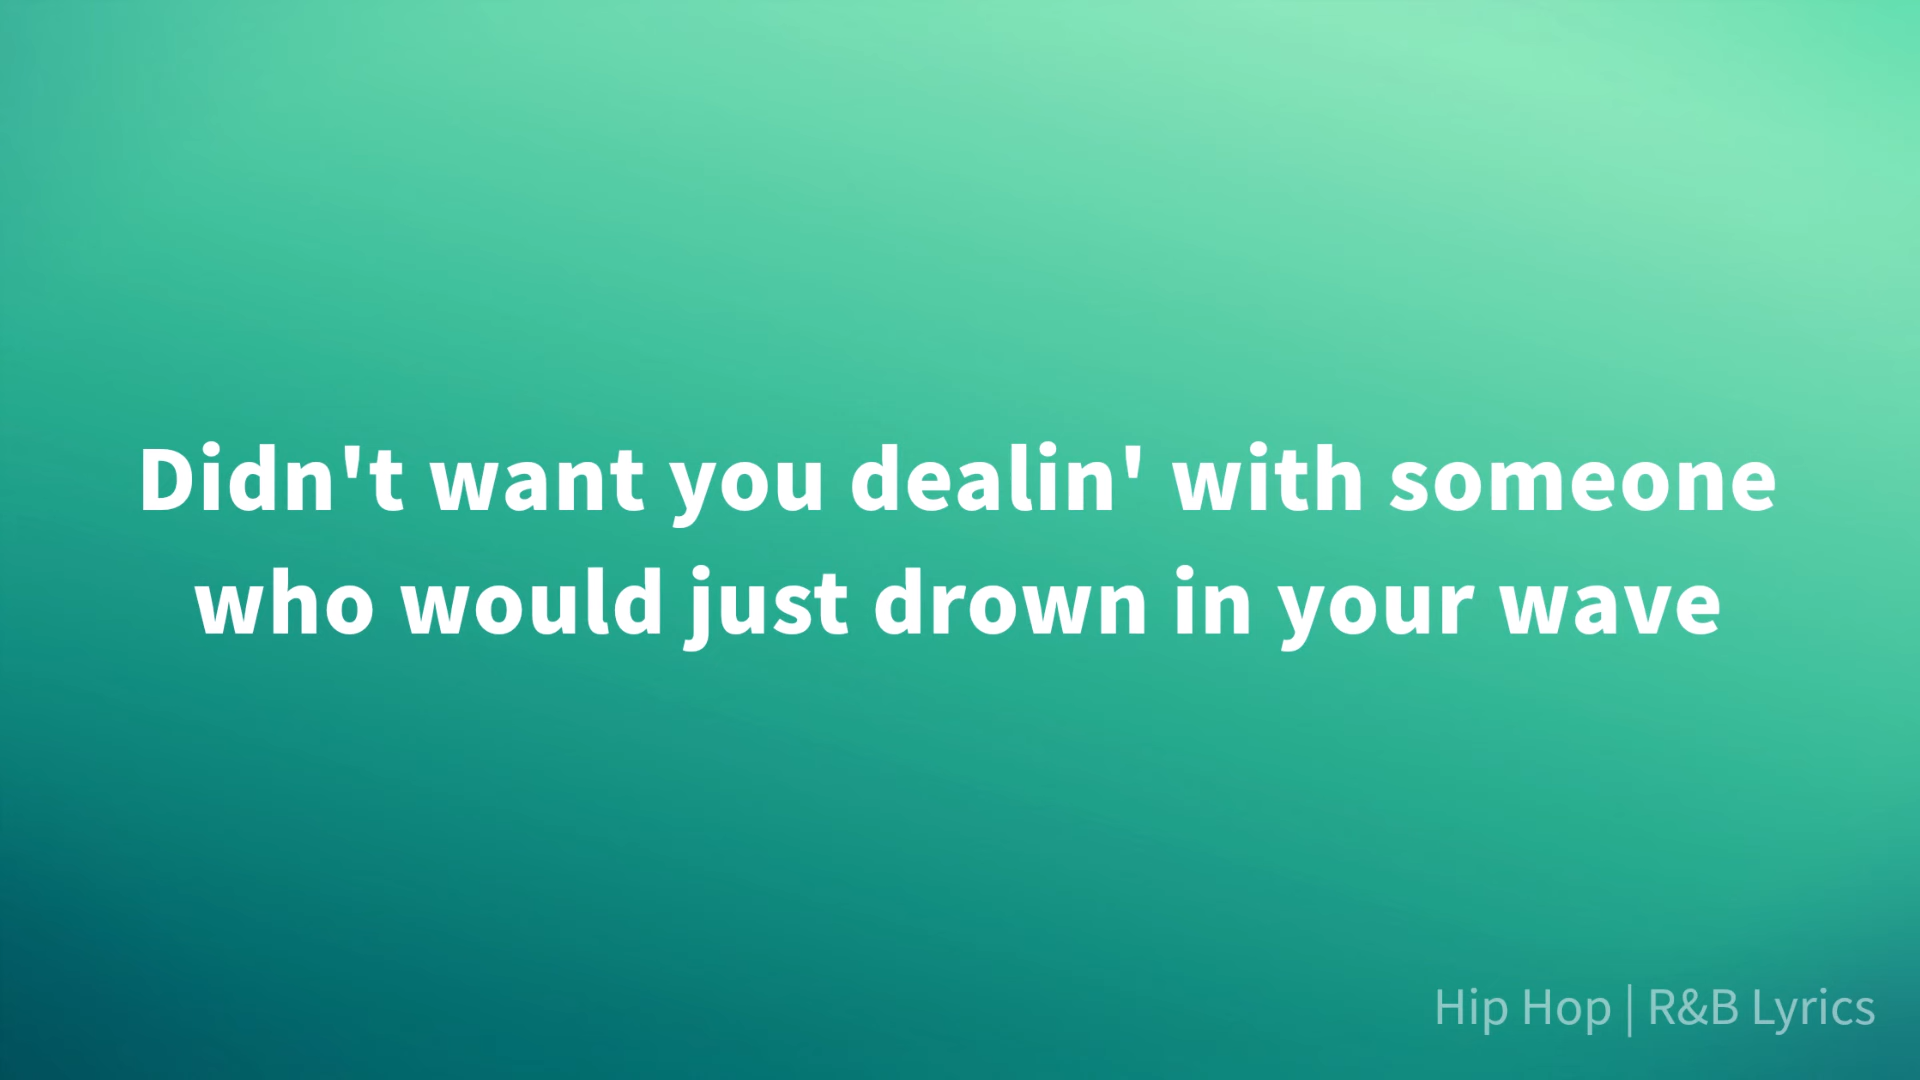 Didn't want you dealin' with someone
who would just drown in your wave
Hip Hop | R&B Lyrics